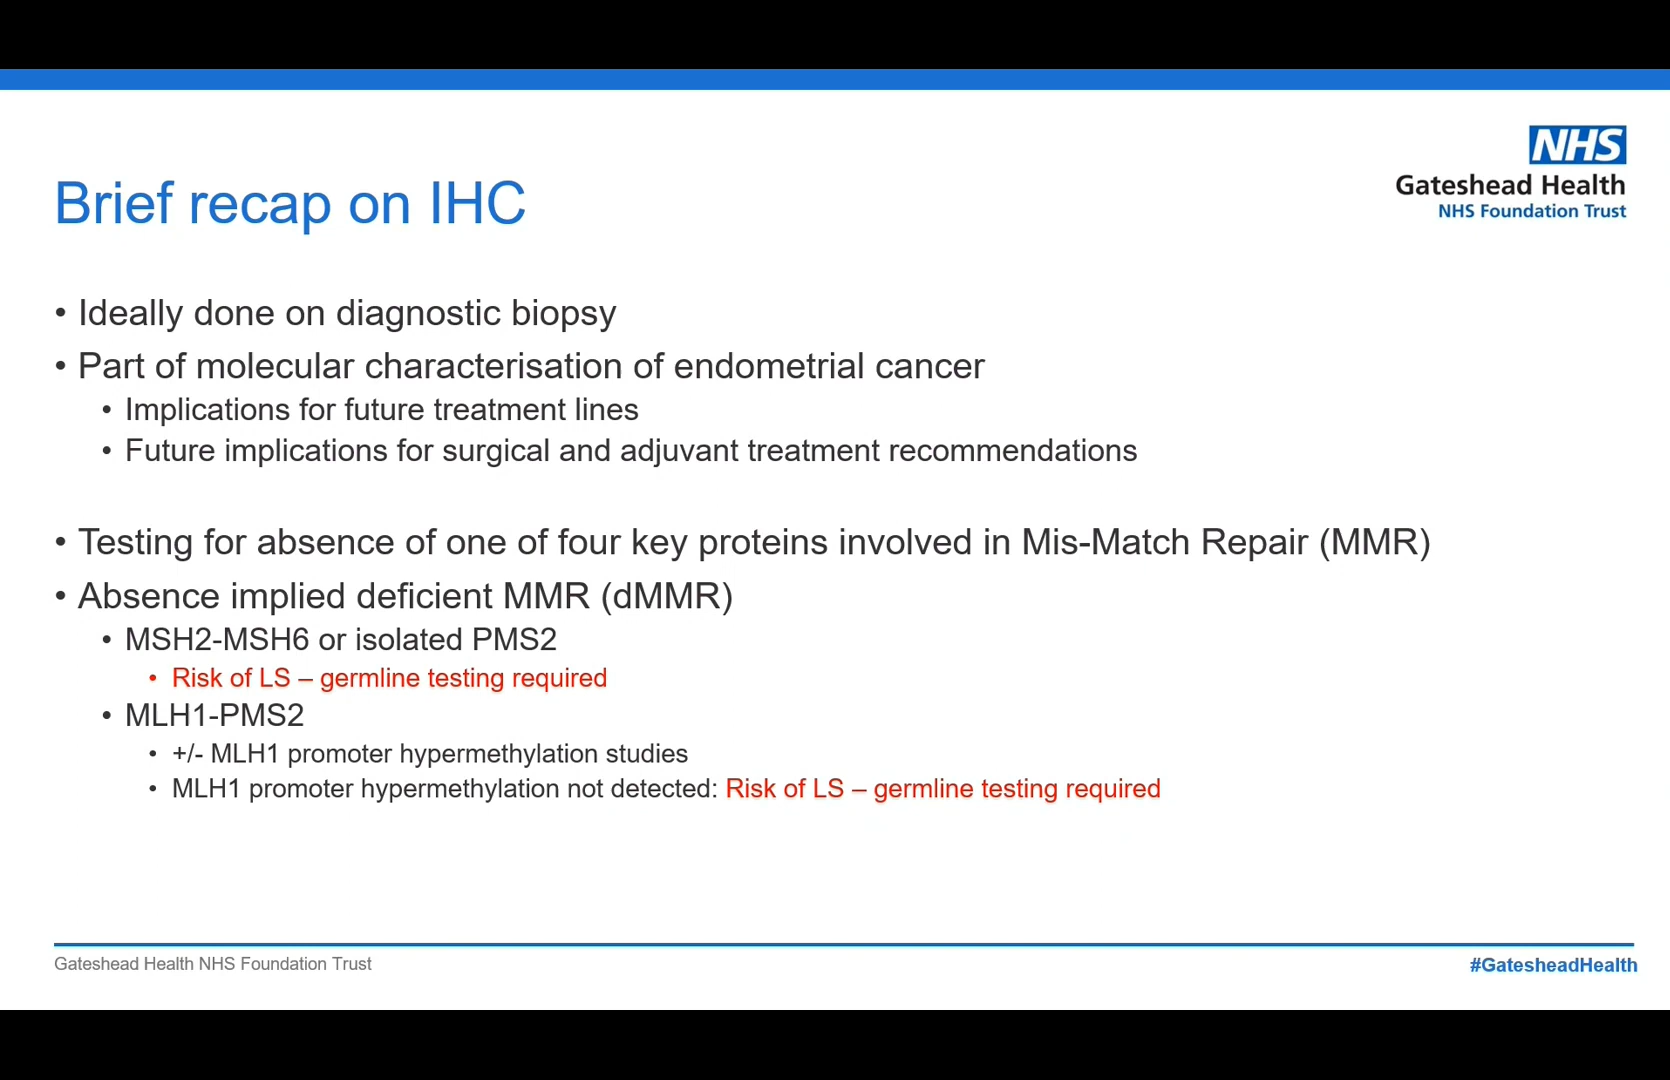 NHS
Gateshead Health
NHS Foundation Trust
Brief recap on IHC
• Ideally done on diagnostic biopsy
• Part of molecular characterisation of endometrial cancer
• Implications for future treatment lines
• Future implications for surgical and adjuvant treatment recommendations
• Testing for absence of one of four key proteins involved in Mis-Match Repair (MMR)
• Absence implied deficient MMR (dMMR)
• MSH2-MSH6 or isolated PMS2
• Risk of LS – germline testing required
• MLH1-PMS2
• +/- MLH1 promoter hypermethylation studies
• MLH1 promoter hypermethylation not detected: Risk of LS – germline testing required
Gateshead Health NHS Foundation Trust
#GatesheadHealth